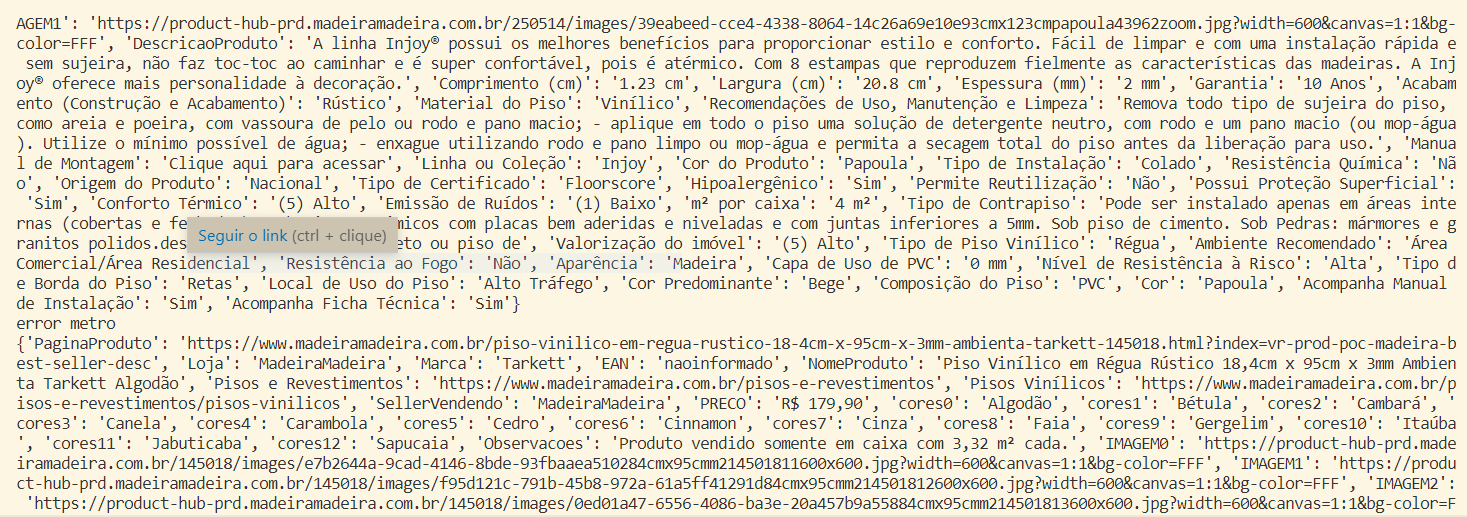 AGEM1': 'https://product-hub-prd.madeiramadeira.com.br/250514/images/39eabeed-cce4-4338-8064-14c26a69e10e93cmx123cmpapoula43962zoom.jpg?width=600&canvas=1:1&bg-
color=FFF', 'DescricaoProduto': 'A linha Injoy® possui os melhores benefícios para proporcionar estilo e conforto. Fácil de limpar e com uma instalação rápida e
sem sujeira, não faz toc-toc ao caminhar e é super confortável, pois é atérmico. Com 8 estampas que reproduzem fielmente as características das madeiras. A Inj
oy® oferece mais personalidade à decoração.', 'Comprimento (cm)': '1.23 cm', 'Largura (cm)': '20.8 cm', 'Espessura (mm)': '2 mm', 'Garantia': '10 Anos', 'Acabam
ento (Construção e Acabamento)': 'Rústico', 'Material do Piso': 'Vinílico', 'Recomendações de Uso, Manutenção e Limpeza': 'Remova todo tipo de sujeira do piso,
como areia e poeira, com vassoura de pelo ou rodo e pano macio; - aplique em todo o piso uma solução de detergente neutro, com rodo e um pano macio (ou mop-água
). Utilize o mínimo possível de água; - enxague utilizando rodo e pano limpo ou mop-água e permita a secagem total do piso antes da liberação para uso.', 'Manua
l de Montagem': 'Clique aqui para acessar', 'Linha ou Coleção': 'Injoy', 'Cor do Produto': 'Papoula', 'Tipo de Instalação': 'Colado', 'Resistência Química': 'Nã
o', 'Origem do Produto': 'Nacional', 'Tipo de Certificado': 'Floorscore', 'Hipoalergênico': 'Sim', 'Permite Reutilização': 'Não', 'Possui Proteção Superficial':
'Sim', 'Conforto Térmico': '(5) Alto', 'Emissão de Ruídos': '(1) Baixo', 'm² por caixa': '4 m²', 'Tipo de Contrapiso': 'Pode ser instalado apenas em áreas inte
rnas (cobertas e fe micos com placas bem aderidas e niveladas e com juntas inferiores a 5mm. Sob piso de cimento. Sob Pedras: mármores e g
Seguir o link (ctrl + clique)
ranitos polidos.des eto ou piso de', 'Valorização do imóvel': '(5) Alto', 'Tipo de Piso Vinílico': 'Régua', 'Ambiente Recomendado': 'Área
Comercial/Área Residencial', 'Resistência ao Fogo': 'Não', 'Aparência': 'Madeira', 'Capa de Uso de PVC': '0 mm', 'Nível de Resistência à Risco': 'Alta', 'Tipo d
e Borda do Piso': 'Retas', 'Local de Uso do Piso': 'Alto Tráfego', 'Cor Predominante': 'Bege', 'Composição do Piso': 'PVC', 'Cor': 'Papoula', 'Acompanha Manual
de Instalação': 'Sim', 'Acompanha Ficha Técnica': 'Sim'}
error metro
{'PaginaProduto': 'https://www.madeiramadeira.com.br/piso-vinilico-em-regua-rustico-18-4cm-x-95cm-x-3mm-ambienta-tarkett-145018.html?index=vr-prod-poc-madeira-b
est-seller-desc', 'Loja': 'MadeiraMadeira', 'Marca': 'Tarkett', 'EAN': 'naoinformado', 'NomeProduto': 'Piso Vinílico em Régua Rústico 18,4cm x 95cm x 3mm Ambien
ta Tarkett Algodão', 'Pisos e Revestimentos': 'https://www.madeiramadeira.com.br/pisos-e-revestimentos', 'Pisos Vinílicos': 'https://www.madeiramadeira.com.br/p
isos-e-revestimentos/pisos-vinilicos', 'SellerVendendo': 'MadeiraMadeira', 'PRECO': 'R$ 179,90', 'cores0': 'Algodão', 'cores1': 'Bétula', 'cores2': 'Cambará', '
cores3': 'Canela', 'cores4': 'Carambola', 'cores5': 'Cedro', 'cores6': 'Cinnamon', 'cores7': 'Cinza', 'cores8': 'Faia', 'cores9': 'Gergelim', 'cores10': 'Itaúba
', 'cores11': 'Jabuticaba', 'cores12': 'Sapucaia', 'Observacoes': 'Produto vendido somente em caixa com 3,32 m² cada.', 'IMAGEM0': 'https://product-hub-prd.made
iramadeira.com.br/145018/images/e7b2644a-9cad-4146-8bde-93fbaaea510284cmx95cmm214501811600x600.jpg?width=600&canvas=1:1&bg-color=FFF', 'IMAGEM1': 'https://produ
ct-hub-prd.madeiramadeira.com.br/145018/images/f95d121c-791b-45b8-972a-61a5ff41291d84cmx95cmm214501812600x600.jpg?width=600&canvas=1:1&bg-color=FFF', 'IMAGEM2':
'https://product-hub-prd.madeiramadeira.com.br/145018/images/0ed01a47-6556-4086-ba3e-20a457b9a55884cmx95cmm214501813600x600.jpg?width=600&canvas=1:1&bg-color=F